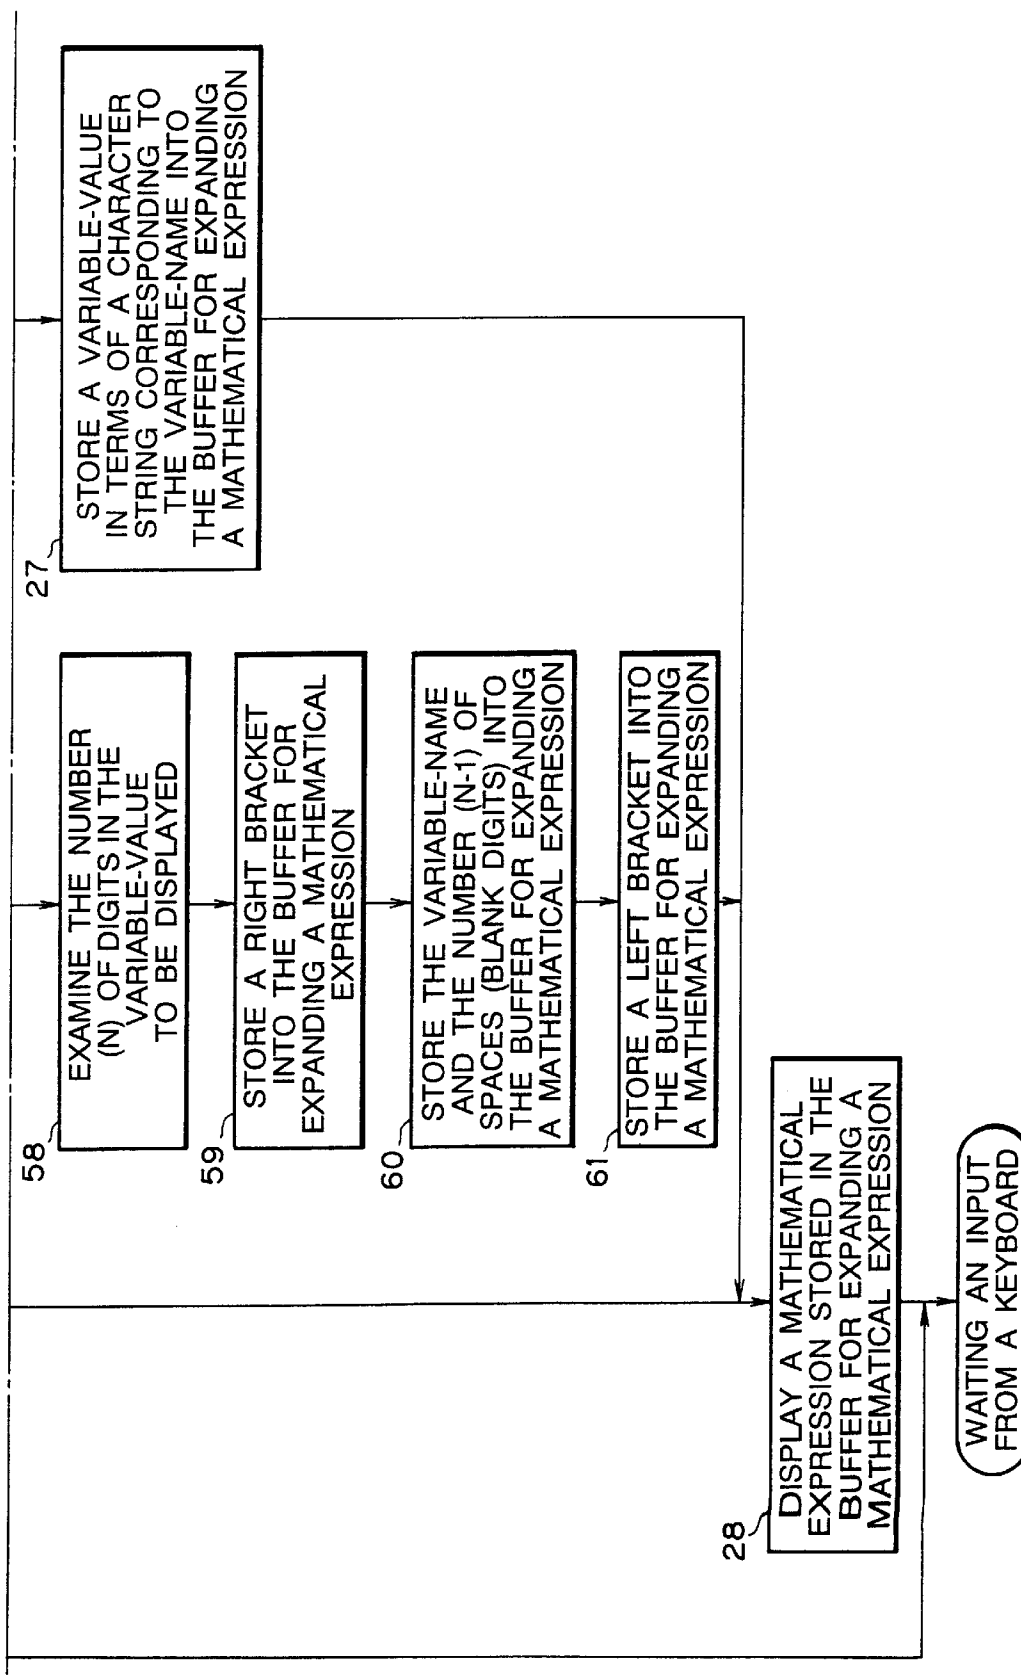 27
STORE A VARIABLE-VALUE
IN TERMS OF A CHARACTER
STRING CORRESPONDING TO
THE VARIABLE-NAME INTO
THE BUFFER FOR EXPANDING
A MATHEMATICAL EXPRESSION
58
EXAMINE THE NUMBER
(N) OF DIGITS IN THE
VARIABLE-VALUE
TO BE DISPLAYED
59
STORE A RIGHT BRACKET
INTO THE BUFFER FOR
EXPANDING A MATHEMATICAL
EXPRESSION
60
STORE THE VARIABLE-NAME
AND THE NUMBER (N-1) OF
SPACES (BLANK DIGITS) INTO
THE BUFFER FOR EXPANDING
A MATHEMATICAL EXPRESSION
61
STORE A LEFT BRACKET INTO
THE BUFFER FOR EXPANDING
A MATHEMATICAL EXPRESSION
28
DISPLAY A MATHEMATICAL
EXPRESSION STORED IN THE
BUFFER FOR EXPANDING A
MATHEMATICAL EXPRESSION
WAITING AN INPUT
FROM A KEYBOARD